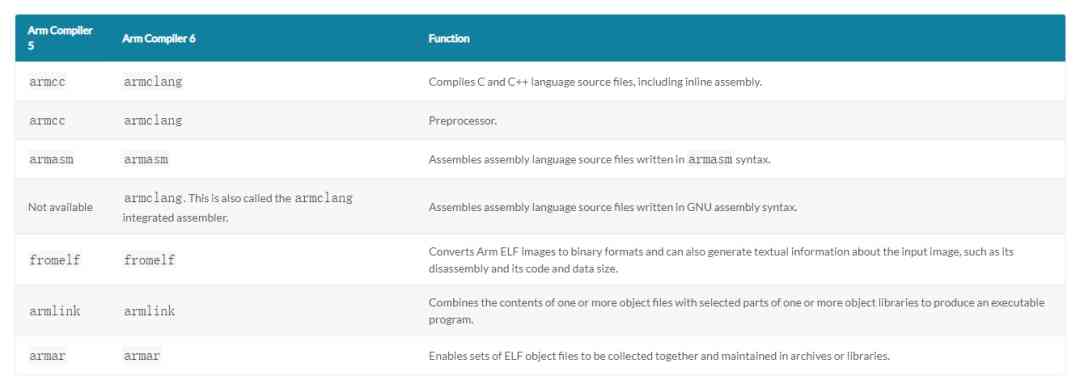 Arm Compiler
5
Arm Compiler 6
Function
armcc
armclang
Compiles C and C++ language source files, including inline assembly.
armcc
armclang
Preprocessor.
armasm
armasm
Assembles assembly language source files written in armasm syntax.
Not available
armclang. This is also called the armclang
integrated assembler.
Assembles assembly language source files written in GNU assembly syntax.
fromelf
fromelf
Converts Arm ELF images to binary formats and can also generate textual information about the input image, such as its
disassembly and its code and data size.
armlink
armlink
Combines the contents of one or more object files with selected parts of one or more object libraries to produce an executable
program.
armar
armar
Enables sets of ELF object files to be collected together and maintained in archives or libraries.